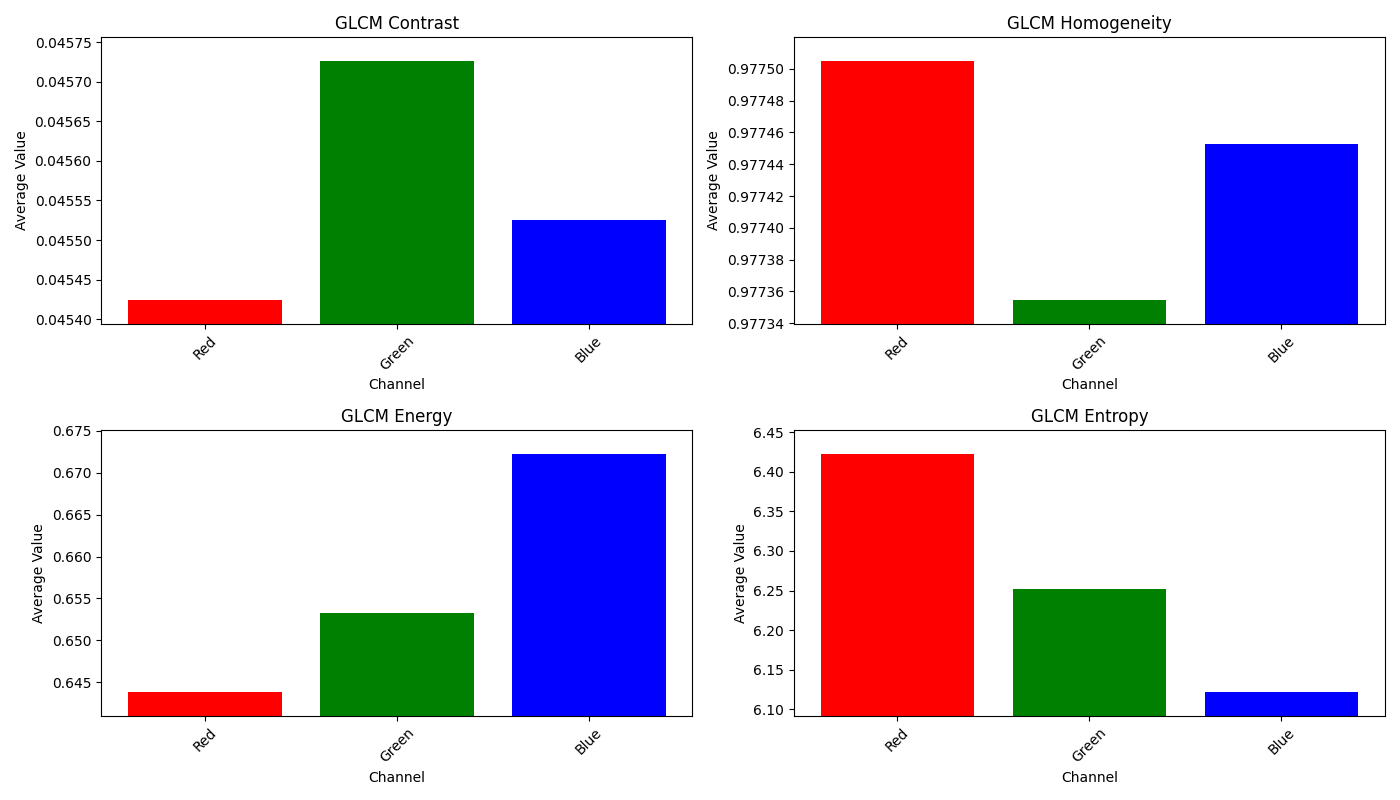 GLCM Contrast
Average Value
0.04575
0.04570
0.04565
0.04560
0.04555
0.04550
0.04545
0.04540
Red
Green
Blue
Channel
GLCM Homogeneity
Average Value
0.97750
0.97748
0.97746
0.97744
0.97742
0.97740
0.97738
0.97736
0.97734
Red
Green
Blue
Channel
GLCM Energy
Average Value
0.675
0.670
0.665
0.660
0.655
0.650
0.645
Red
Green
Blue
Channel
GLCM Entropy
Average Value
6.45
6.40
6.35
6.30
6.25
6.20
6.15
6.10
Red
Green
Blue
Channel